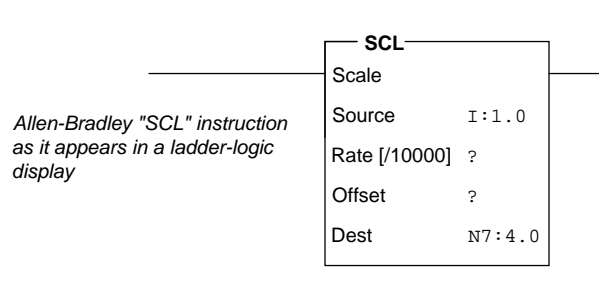 SCL
Scale
Source I:1.0
Rate [/10000] ?
Offset ?
Dest N7:4.0
Allen-Bradley "SCL" instruction
as it appears in a ladder-logic
display